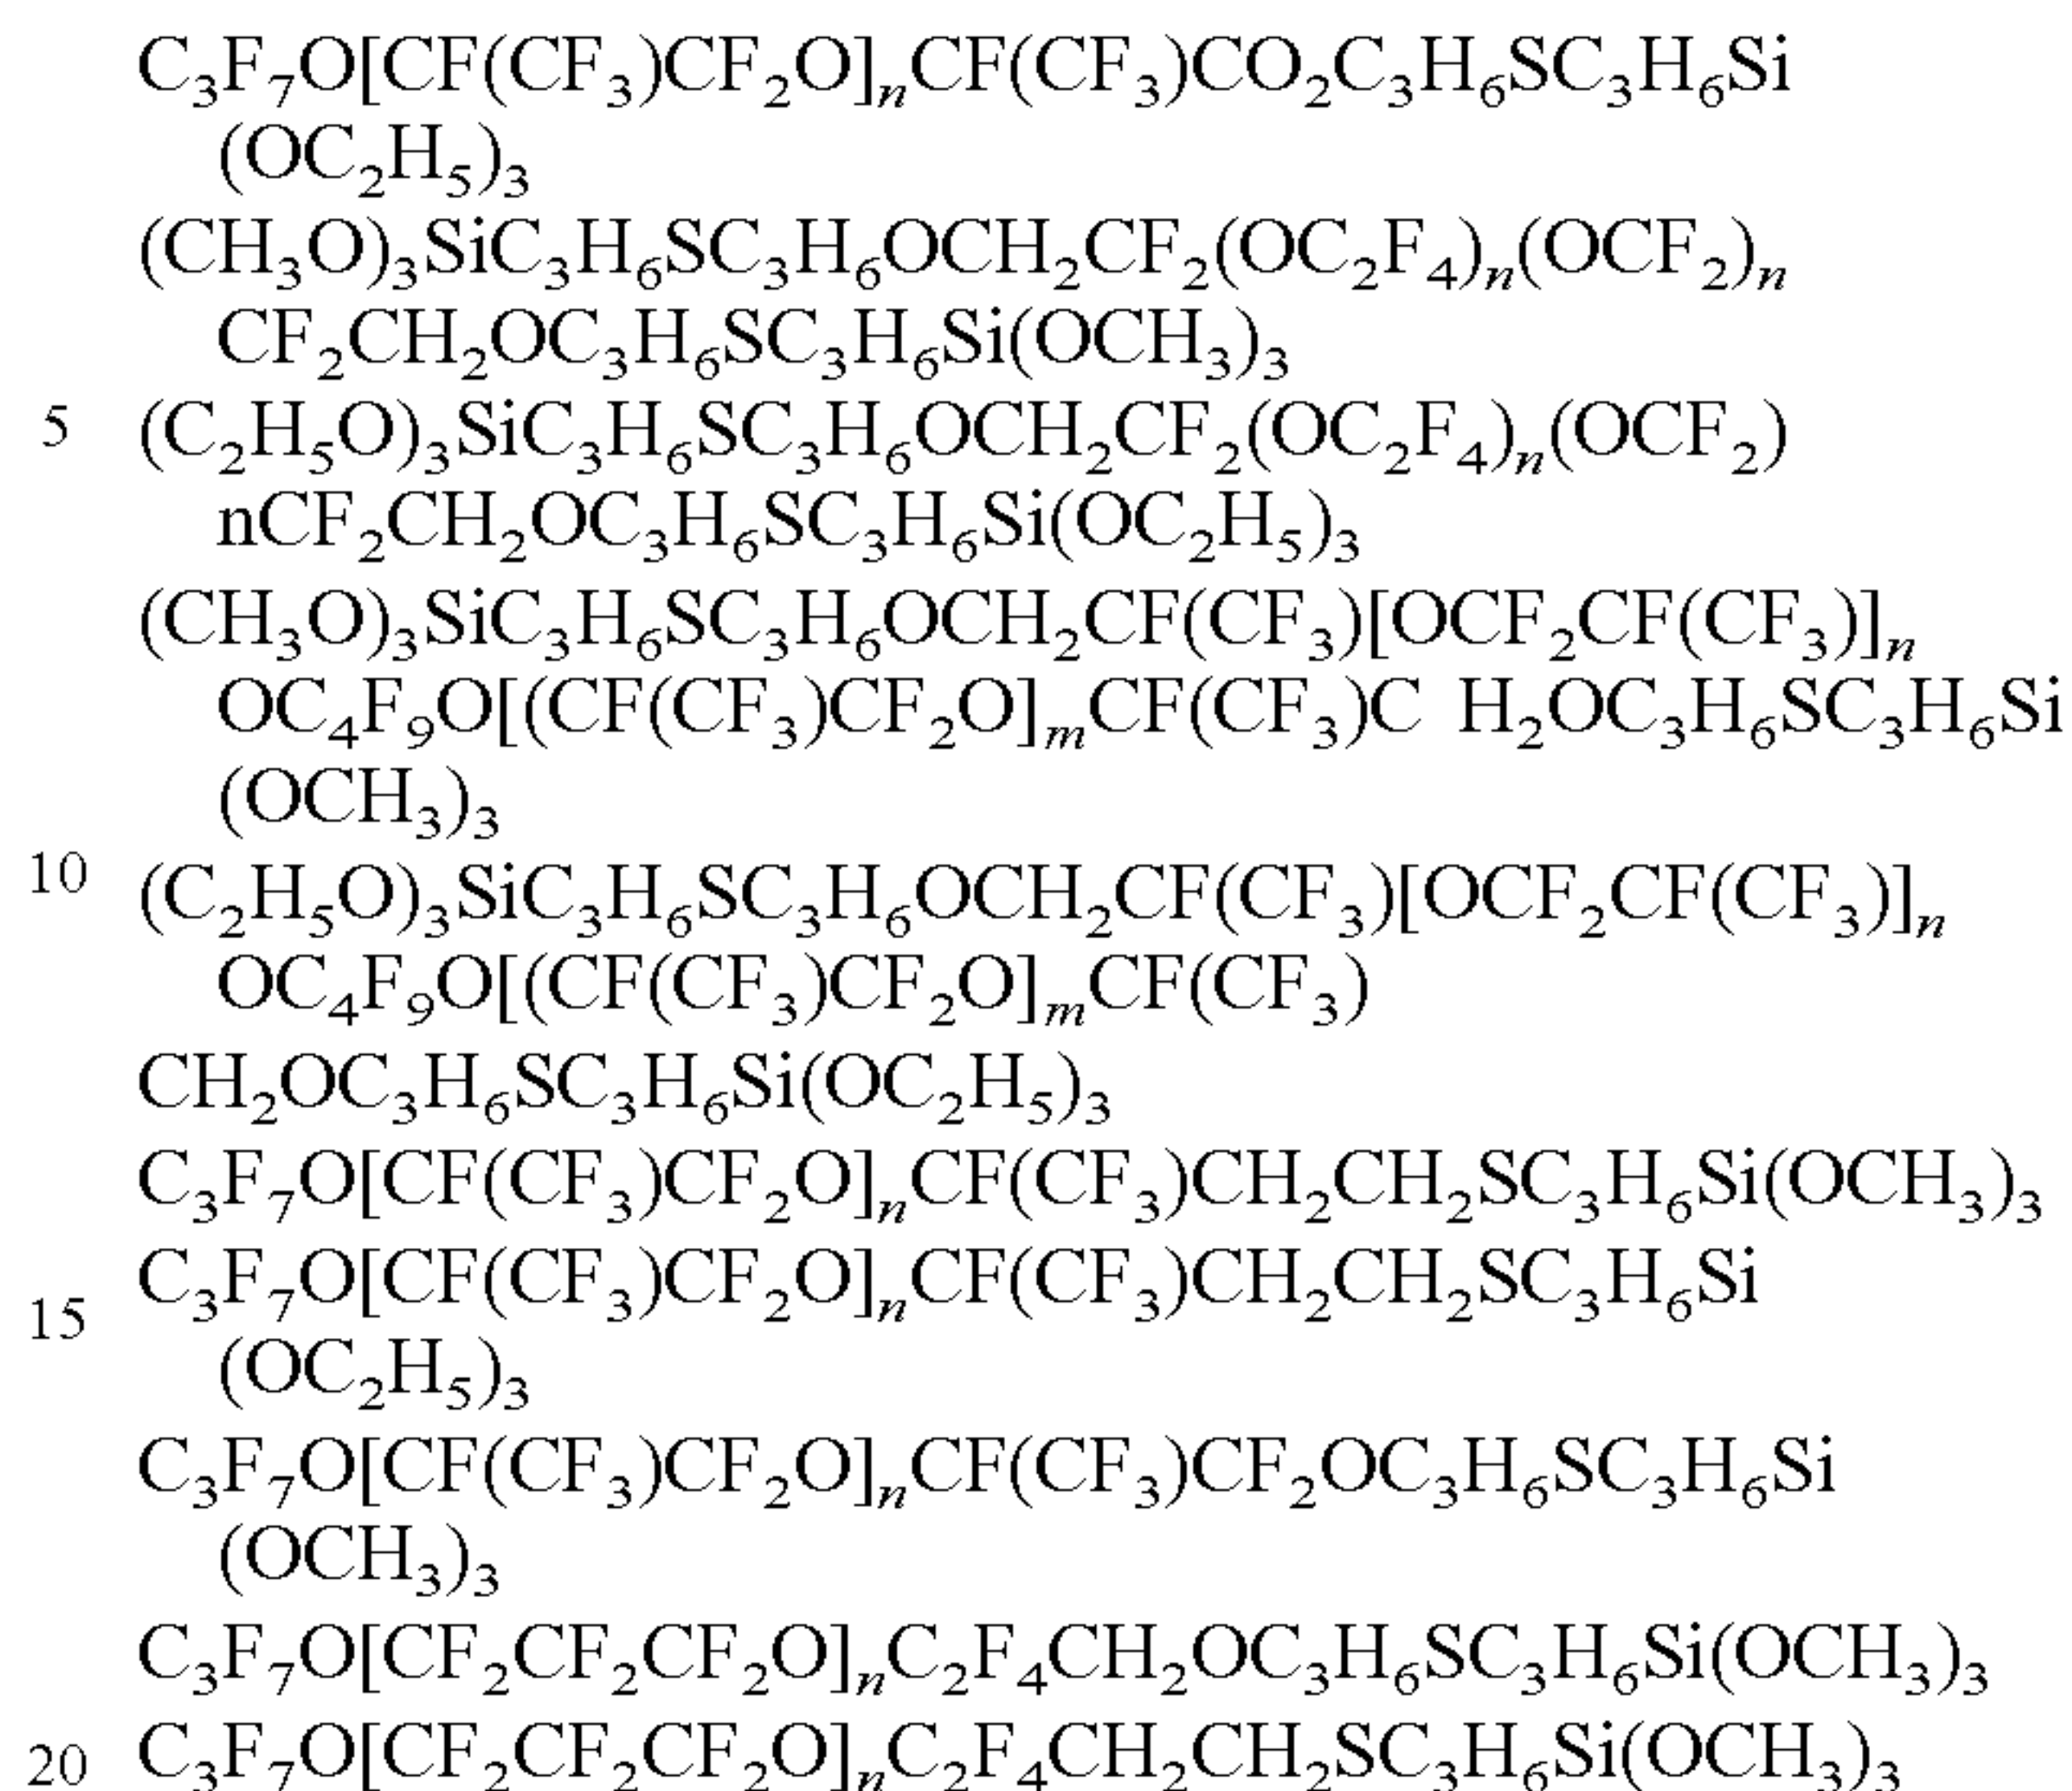 C₃F₇O[CF(CF₃)CF₂O]ₙCF(CF₃)CO₂C₃H₆SC₃H₆Si
(OC₂H₅)₃
(CH₃O)₃SiC₃H₆SC₃H₆OCH₂CF₂(OC₂F₄)ₙ(OCF₂)ₙ
CF₂CH₂OC₃H₆SC₃H₆Si(OCH₃)₃
5 (C₂H₅O)₃SiC₃H₆SC₃H₆OCH₂CF₂(OC₂F₄)ₙ(OCF₂)
nCF₂CH₂OC₃H₆SC₃H₆Si(OC₂H₅)₃
(CH₃O)₃SiC₃H₆SC₃H₆OCH₂CF(CF₃)[OCF₂CF(CF₃)]ₙ
OC₄F₉O[(CF(CF₃)CF₂O]ₘCF(CF₃)C H₂OC₃H₆SC₃H₆Si
(OCH₃)₃
10 (C₂H₅O)₃SiC₃H₆SC₃H₆OCH₂CF(CF₃)[OCF₂CF(CF₃)]ₙ
OC₄F₉O[(CF(CF₃)CF₂O]ₘCF(CF₃)
CH₂OC₃H₆SC₃H₆Si(OC₂H₅)₃
C₃F₇O[CF(CF₃)CF₂O]ₙCF(CF₃)CH₂CH₂SC₃H₆Si(OCH₃)₃
15 C₃F₇O[CF(CF₃)CF₂O]ₙCF(CF₃)CH₂CH₂SC₃H₆Si
(OC₂H₅)₃
C₃F₇O[CF(CF₃)CF₂O]ₙCF(CF₃)CF₂OC₃H₆SC₃H₆Si
(OCH₃)₃
C₃F₇O[CF₂CF₂CF₂O]ₙC₂F₄CH₂OC₃H₆SC₃H₆Si(OCH₃)₃
20 C₃F₇O[CF₂CF₂CF₂O]ₙC₂F₄CH₂CH₂SC₃H₆Si(OCH₃)₃